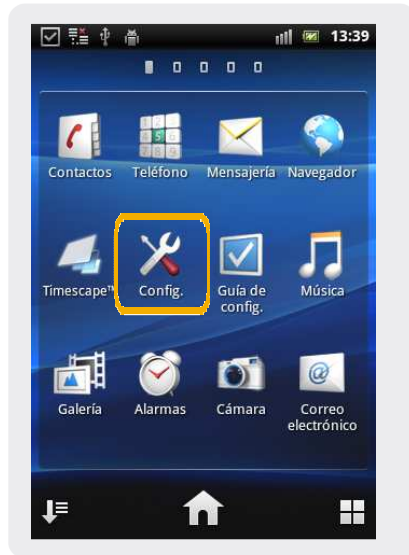 13:39
Contactos
Teléfono
Mensajería
Navegador
Timescape™
Config.
Guía de
config.
Música
Galería
Alarmas
Cámara
Correo
electrónico